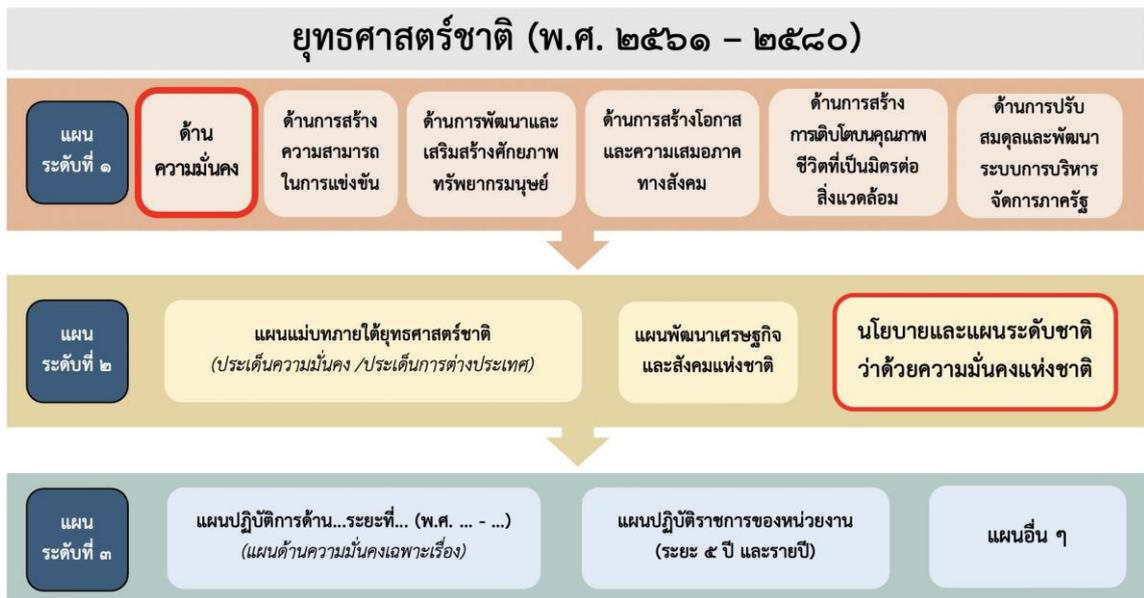 ยุทธศาสตร์ชาติ (พ.ศ. ๒๕๖๑ – ๒๕๘๐)
แผน
ระดับที่ ๑
ด้าน
ความมั่นคง
ด้านการสร้าง
ความสามารถ
ในการแข่งขัน
ด้านการพัฒนาและ
เสริมสร้างศักยภาพ
ทรัพยากรมนุษย์
ด้านการสร้างโอกาส
และความเสมอภาค
ทางสังคม
ด้านการสร้าง
การเติบโตบนคุณภาพ
ชีวิตที่เป็นมิตรต่อ
สิ่งแวดล้อม
ด้านการปรับ
สมดุลและพัฒนา
ระบบการบริหาร
จัดการภาครัฐ
แผน
ระดับที่ ๒
แผนแม่บทภายใต้ยุทธศาสตร์ชาติ
(ประเด็นความมั่นคง /ประเด็นการต่างประเทศ)
แผนพัฒนาเศรษฐกิจ
และสังคมแห่งชาติ
นโยบายและแผนระดับชาติ
ว่าด้วยความมั่นคงแห่งชาติ
แผน
ระดับที่ ๓
แผนปฏิบัติการด้าน...ระยะที่... (พ.ศ. ... - ...)
(แผนด้านความมั่นคงเฉพาะเรื่อง)
แผนปฏิบัติราชการของหน่วยงาน
(ระยะ ๕ ปี และรายปี)
แผนอื่น ๆ